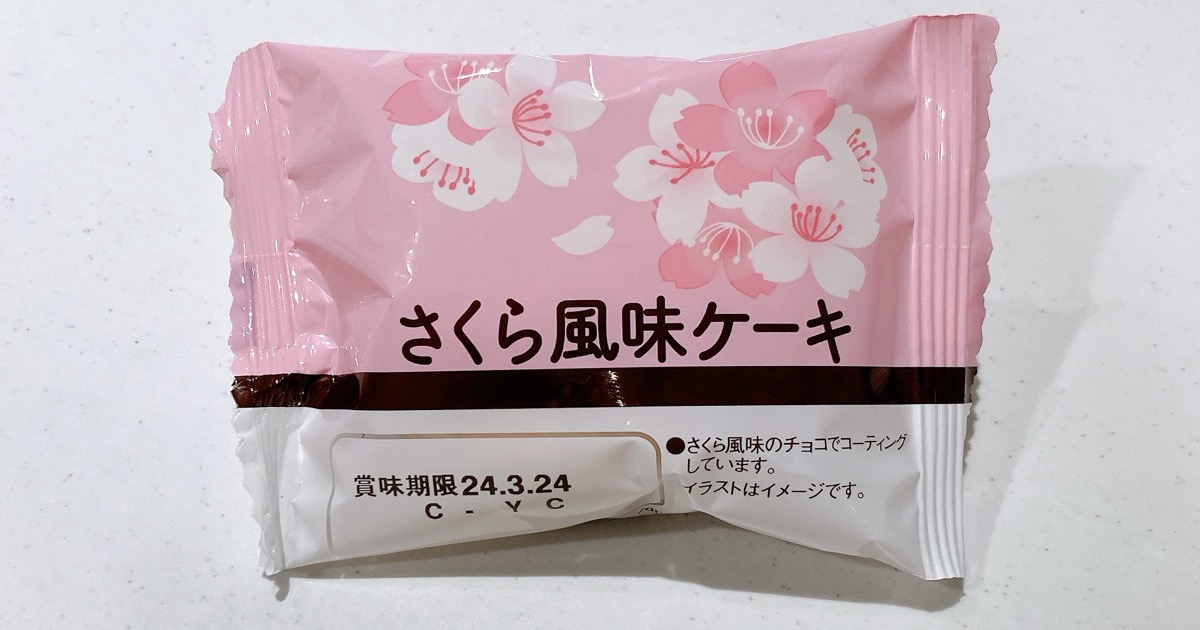 さくら風味ケーキ
賞味期限24.3.24
C - Y C
●さくら風味のチョコでコーティング
しています。
イラストはイメージです。